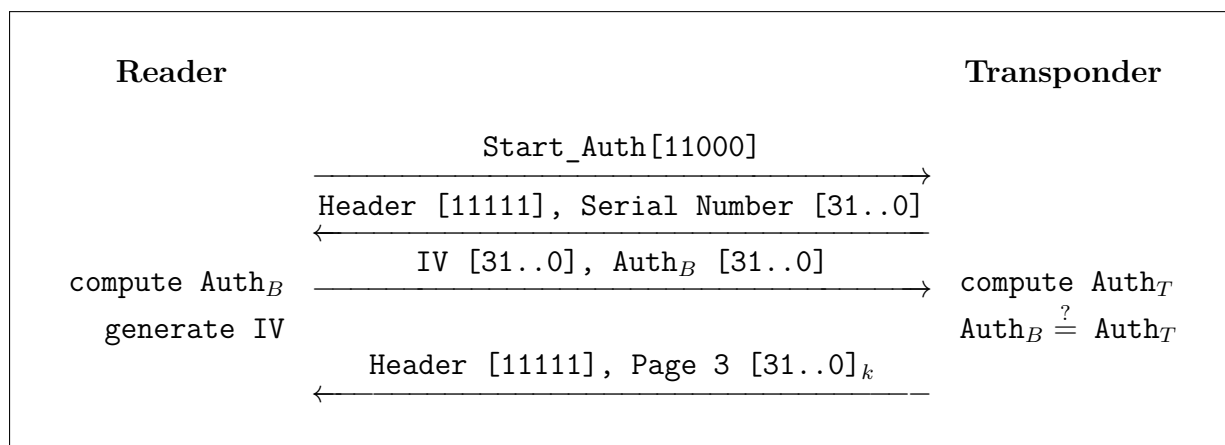 Reader Transponder
Start_Auth[11000]
Header [11111], Serial Number [31..0]
IV [31..0], Auth_B [31..0]
compute Auth_B compute Auth_T
generate IV Auth_B ?= Auth_T
Header [11111], Page 3 [31..0]_k